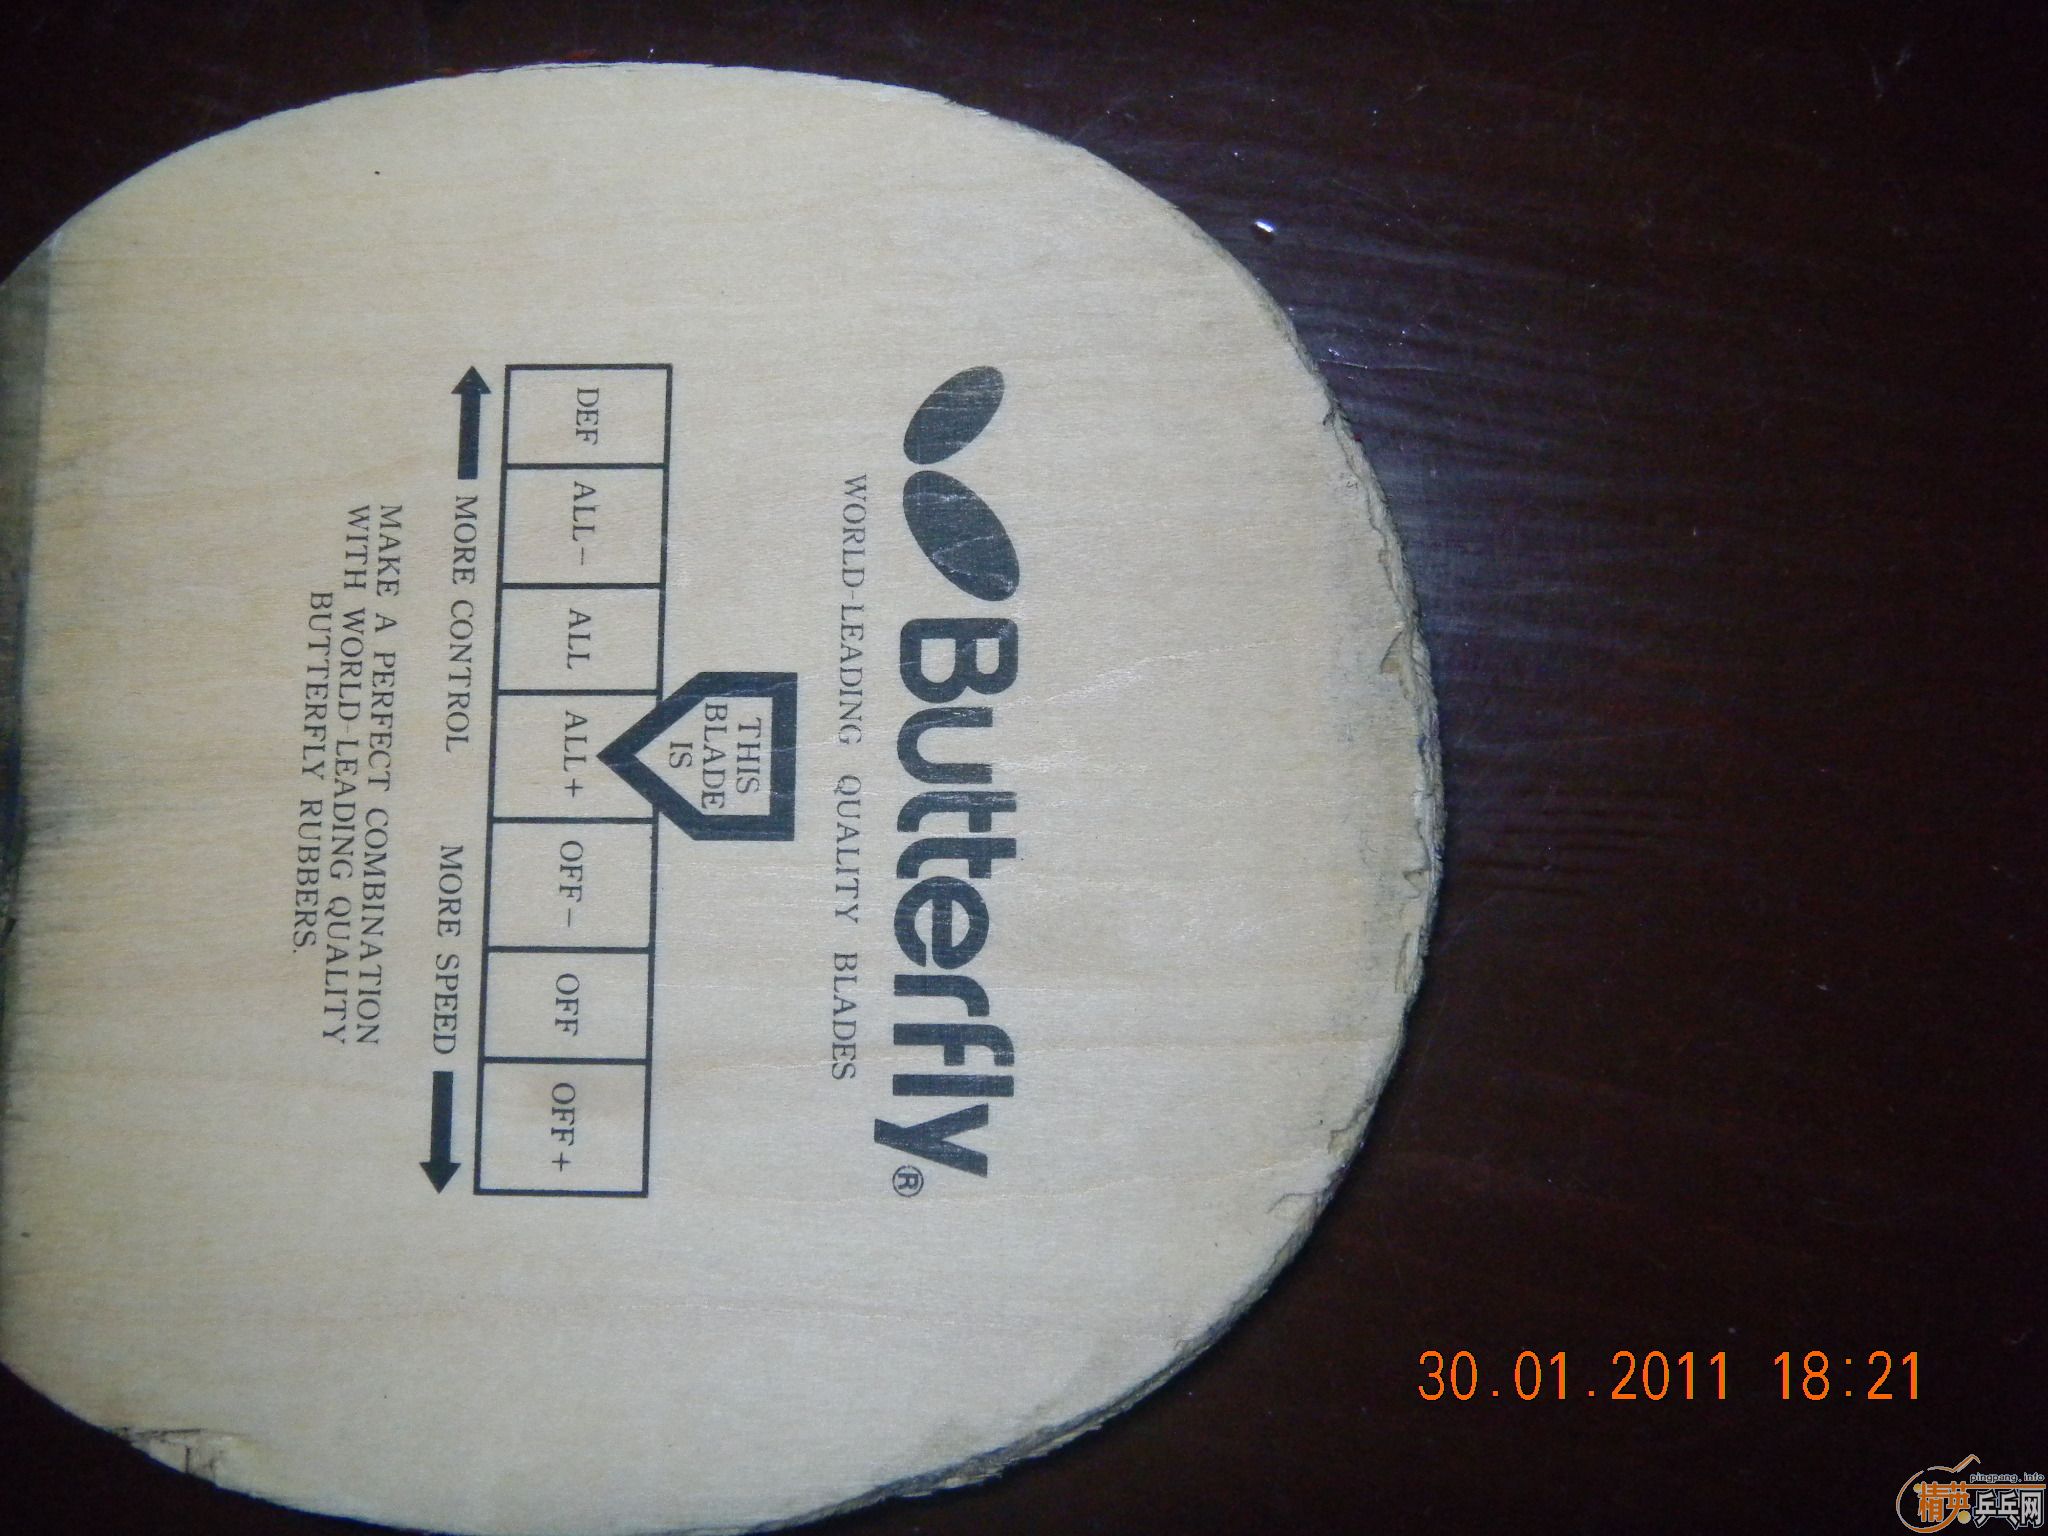 Butterfly®
WORLD-LEADING QUALITY BLADES
THIS
BLADE
IS
DEF ALL- ALL ALL+ OFF- OFF OFF+
MORE CONTROL MORE SPEED
MAKE A PERFECT COMBINATION
WITH WORLD-LEADING QUALITY
BUTTERFLY RUBBERS.
30.01.2011 18:21
pingpang.info
精英乒乓网